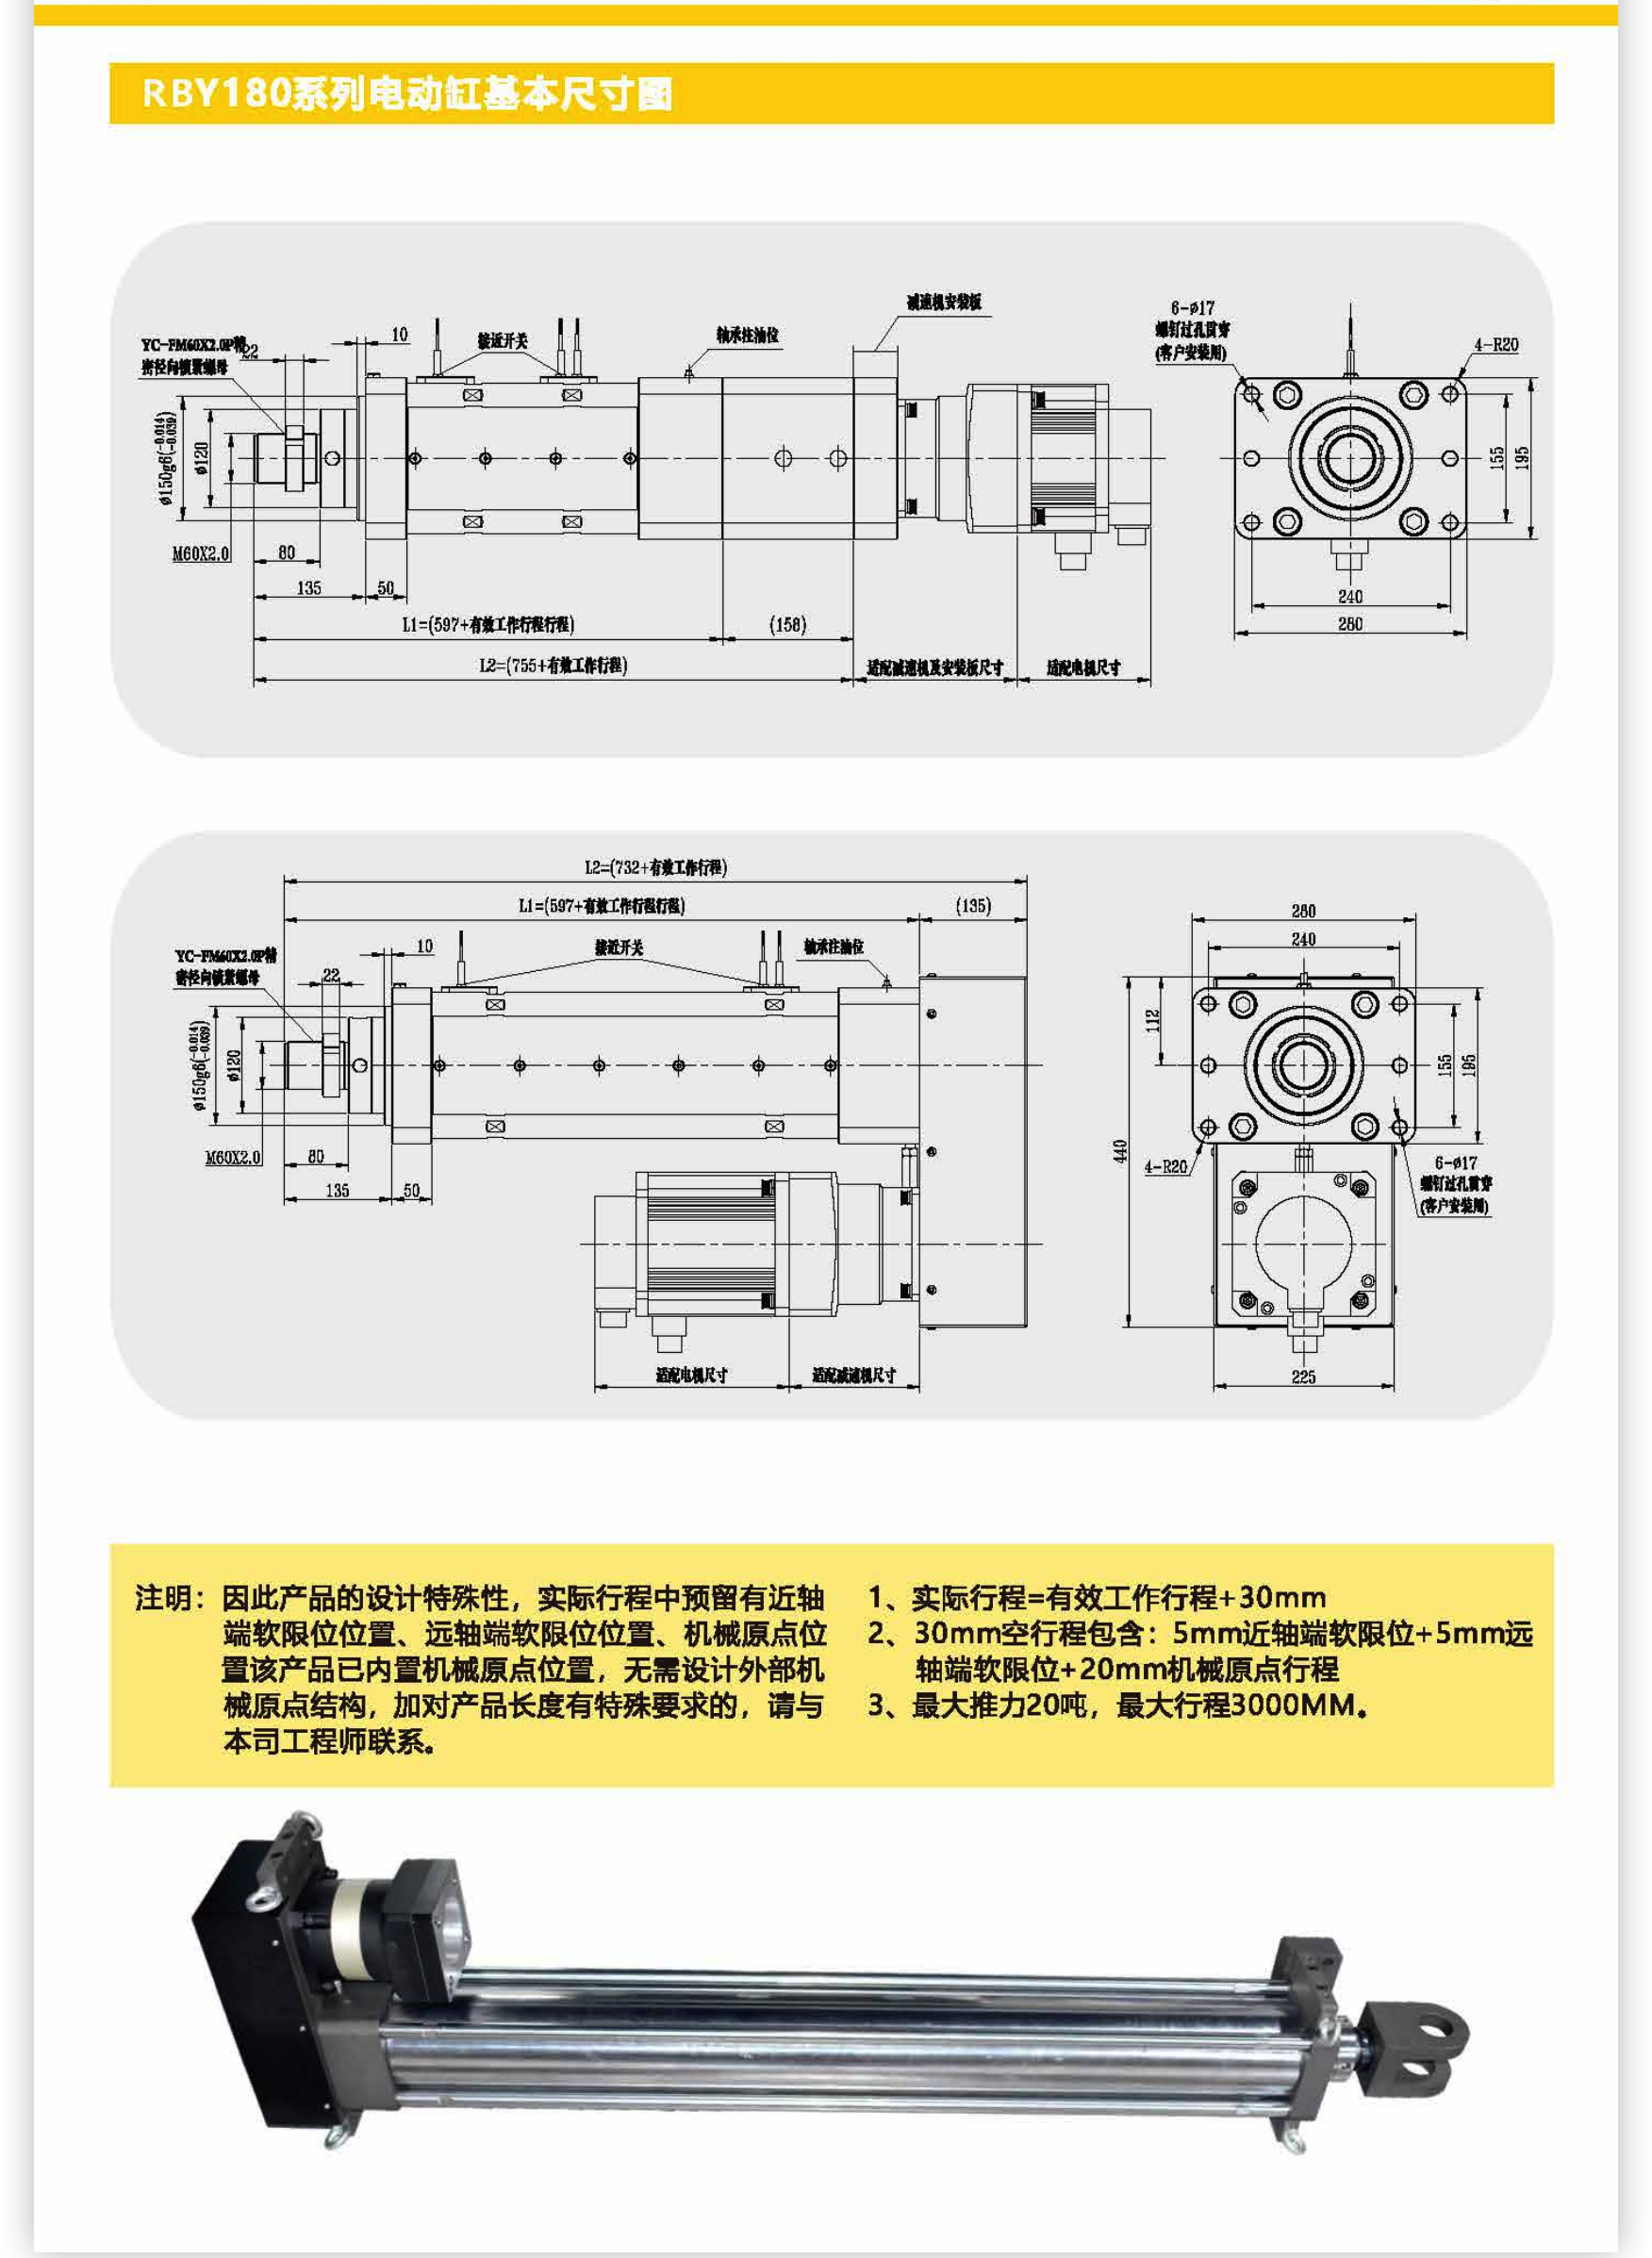 RBY180系列电动缸基本尺寸图
减速机安装板
6-ø17
螺钉过孔贯穿
(客户安装用)
4-R20
YC-FM60X2.0P精
密径向锁紧螺母
22
10
接近开关
轴承注油位
ø150g6(-0.014/-0.039)
ø120
M60X2.0
80
135
50
155
195
240
280
L1=(597+有效工作行程行程)
(158)
L2=(755+有效工作行程)
适配减速机及安装板尺寸
适配电机尺寸
L2=(732+有效工作行程)
L1=(597+有效工作行程行程)
(135)
280
240
YC-FM60X2.0P精
密径向锁紧螺母
22
10
接近开关
轴承注油位
ø150g6(-0.014/-0.039)
ø120
M60X2.0
80
135
50
112
440
155
195
4-R20
6-ø17
螺钉过孔贯穿
(客户安装用)
适配电机尺寸
适配减速机尺寸
225
注明：因此产品的设计特殊性，实际行程中预留有近轴
端软限位位置、远轴端软限位位置、机械原点位
置该产品已内置机械原点位置，无需设计外部机
械原点结构，加对产品长度有特殊要求的，请与
本司工程师联系。
1、实际行程=有效工作行程+30mm
2、30mm空行程包含：5mm近轴端软限位+5mm远
轴端软限位+20mm机械原点行程
3、最大推力20吨，最大行程3000MM。